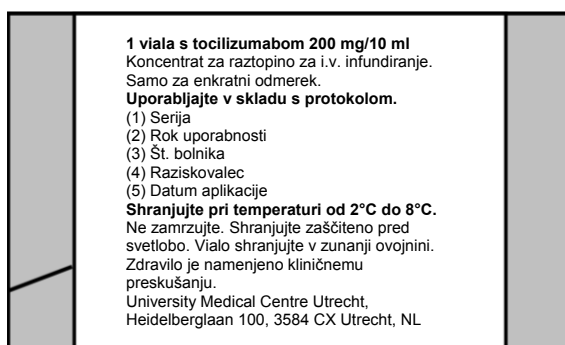 1 viala s tocilizumabom 200 mg/10 ml
Koncentrat za raztopino za i.v. infundiranje.
Samo za enkratni odmerek.
Uporabljajte v skladu s protokolom.
(1) Serija
(2) Rok uporabnosti
(3) Št. bolnika
(4) Raziskovalec
(5) Datum aplikacije
Shranjujte pri temperaturi od 2°C do 8°C.
Ne zamrzujte. Shranjujte zaščiteno pred
svetlobo. Vialo shranjujte v zunanji ovojnini.
Zdravilo je namenjeno kliničnemu
preskušanju.
University Medical Centre Utrecht,
Heidelberglaan 100, 3584 CX Utrecht, NL